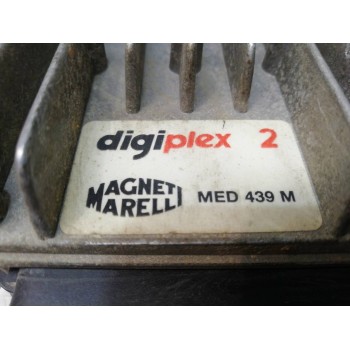 digiplex 2
MAGNETI
MARELLI
MED 439 M